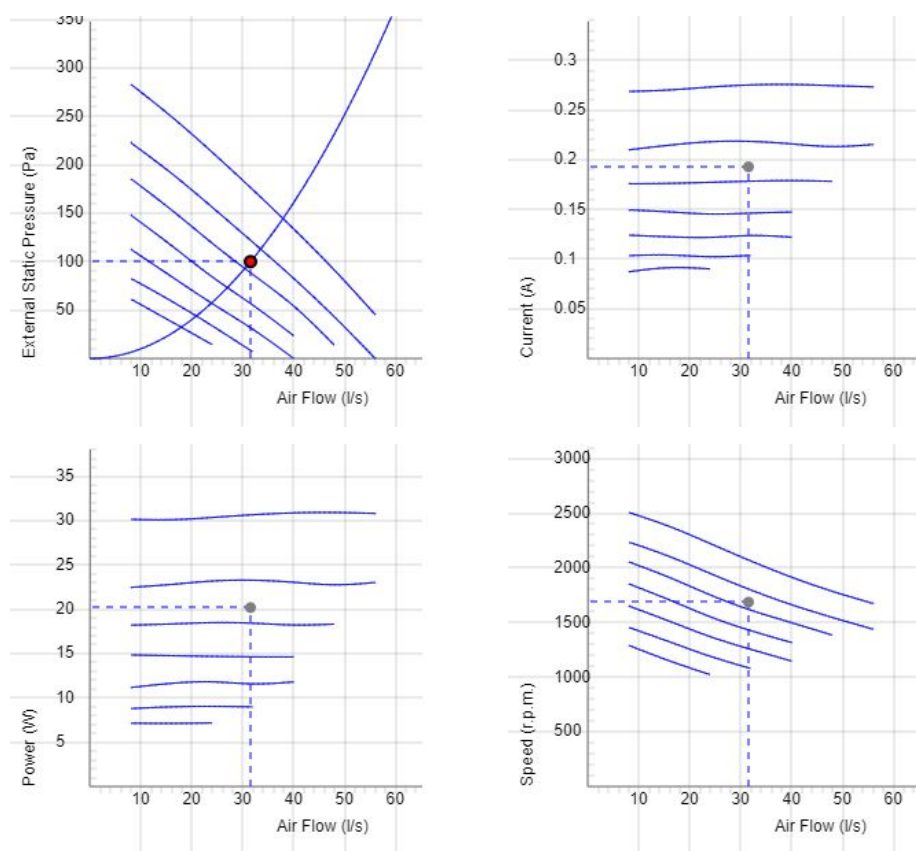 350
300
250
200
150
100
50
10 20 30 40 50 60
External Static Pressure (Pa)
Air Flow (l/s)
0.3
0.25
0.2
0.15
0.1
0.05
10 20 30 40 50 60
Current (A)
Air Flow (l/s)
35
30
25
20
15
10
5
10 20 30 40 50 60
Power (W)
Air Flow (l/s)
3000
2500
2000
1500
1000
500
10 20 30 40 50 60
Speed (r.p.m.)
Air Flow (l/s)